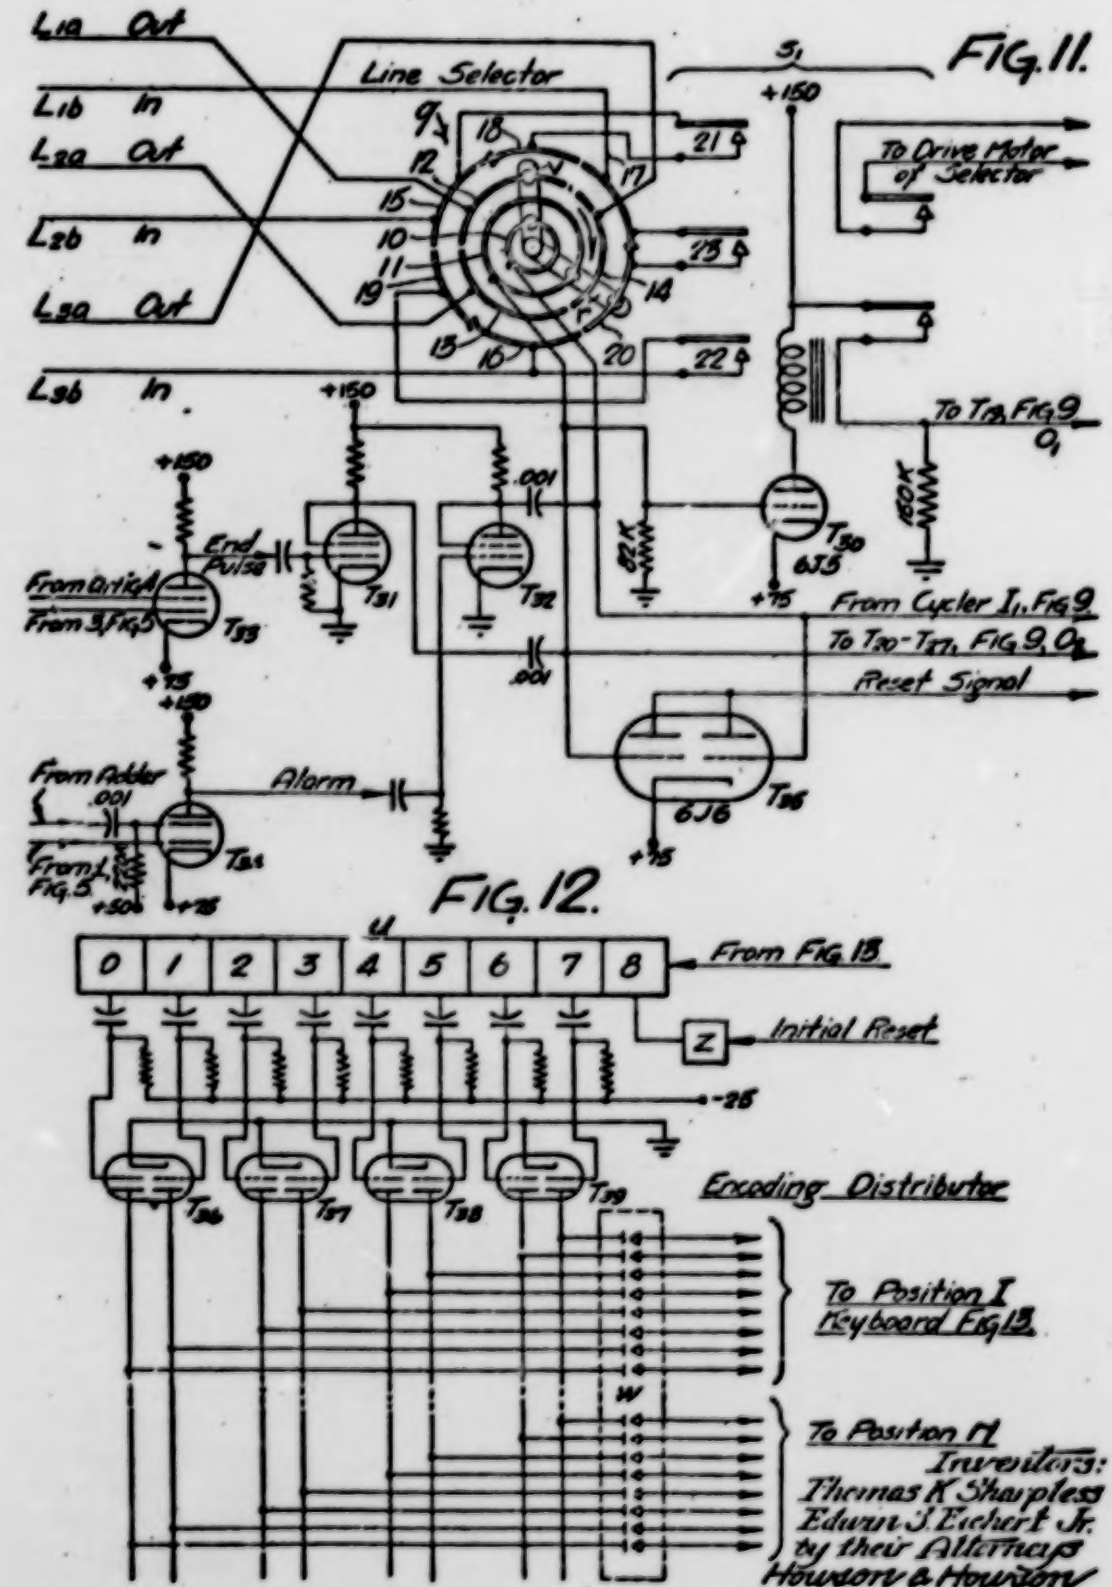 FIG. 11.
L1a Out
L1b In
L2a Out
L2b In
L3a Out
L3b In
Line Selector
S1
+150
9
18
12
15
10
11
19
13
16
17
14
20
21
23
22
To Drive Motor
of Selector
To T19, FIG. 9
O1
150K
82K
T30
6J5
+75
+150
.001
T31
T32
+150
End
Pulse
T33
+75
From 3, FIG. 5
.001
From Cycler I1, FIG. 9
To T20-T27, FIG. 9, O2
Reset Signal
T35
6J6
+75
+150
From Adder
.001
From 1,
FIG. 5
+50
+75
Alarm
T34
FIG. 12.
U
0 1 2 3 4 5 6 7 8
From FIG. 13
Z
Initial Reset
-25
T36
T37
T38
T39
Encoding Distributor
To Position I
Keyboard FIG. 13.
W
To Position
Inventors:
Thomas K Sharpless
Edwin S. Eichert Jr.
by their Attorneys
Howson & Howson